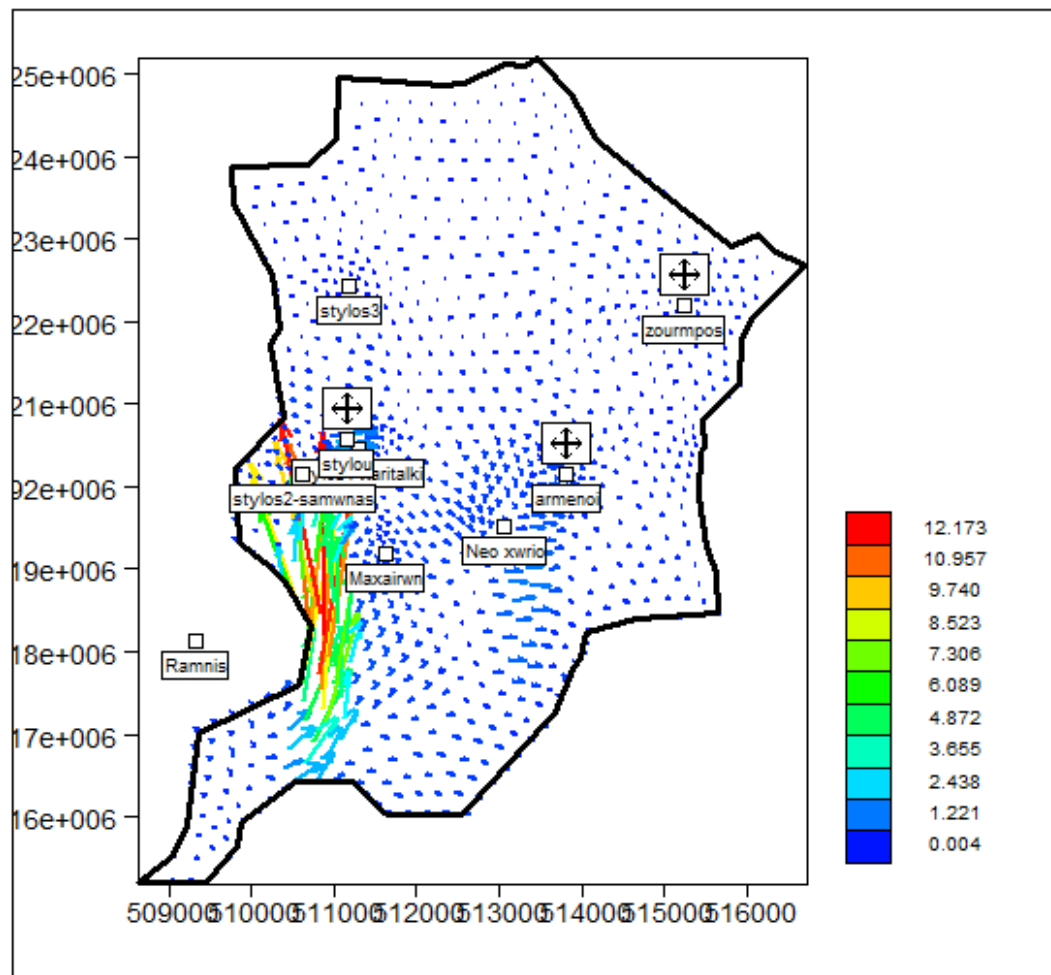 25e+006
24e+006
23e+006
22e+006
21e+006
92e+006
19e+006
18e+006
17e+006
16e+006
stylos3
zourmpos
stylou
aritalki
stylos2-samwnas
armenoi
Neo xwrio
Maxairwn
Ramnis
12.173
10.957
9.740
8.523
7.306
6.089
4.872
3.655
2.438
1.221
0.004
509000 510000 511000 512000 513000 514000 515000 516000